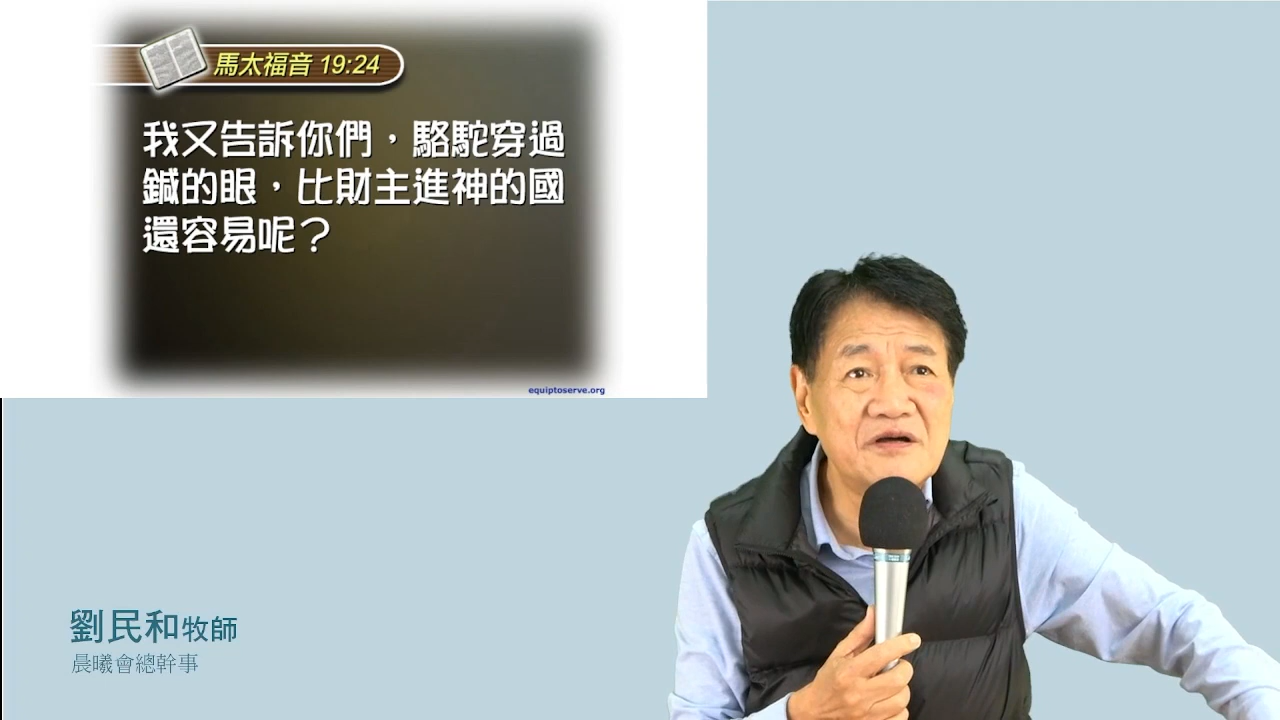 馬太福音 19:24
我又告訴你們，駱駝穿過
鍼的眼，比財主進神的國
還容易呢？
equiptoserve.org
劉民和牧師
晨曦會總幹事